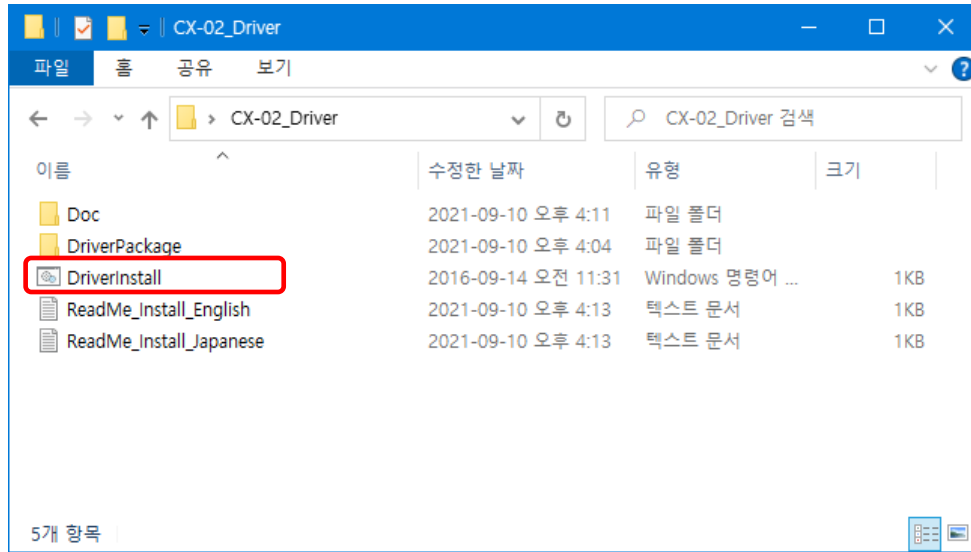 CX-02_Driver
파일 홈 공유 보기
CX-02_Driver CX-02_Driver 검색
이름 수정한 날짜 유형 크기
Doc 2021-09-10 오후 4:11 파일 폴더
DriverPackage 2021-09-10 오후 4:04 파일 폴더
DriverInstall 2016-09-14 오전 11:31 Windows 명령어 ... 1KB
ReadMe_Install_English 2021-09-10 오후 4:13 텍스트 문서 1KB
ReadMe_Install_Japanese 2021-09-10 오후 4:13 텍스트 문서 1KB
5개 항목